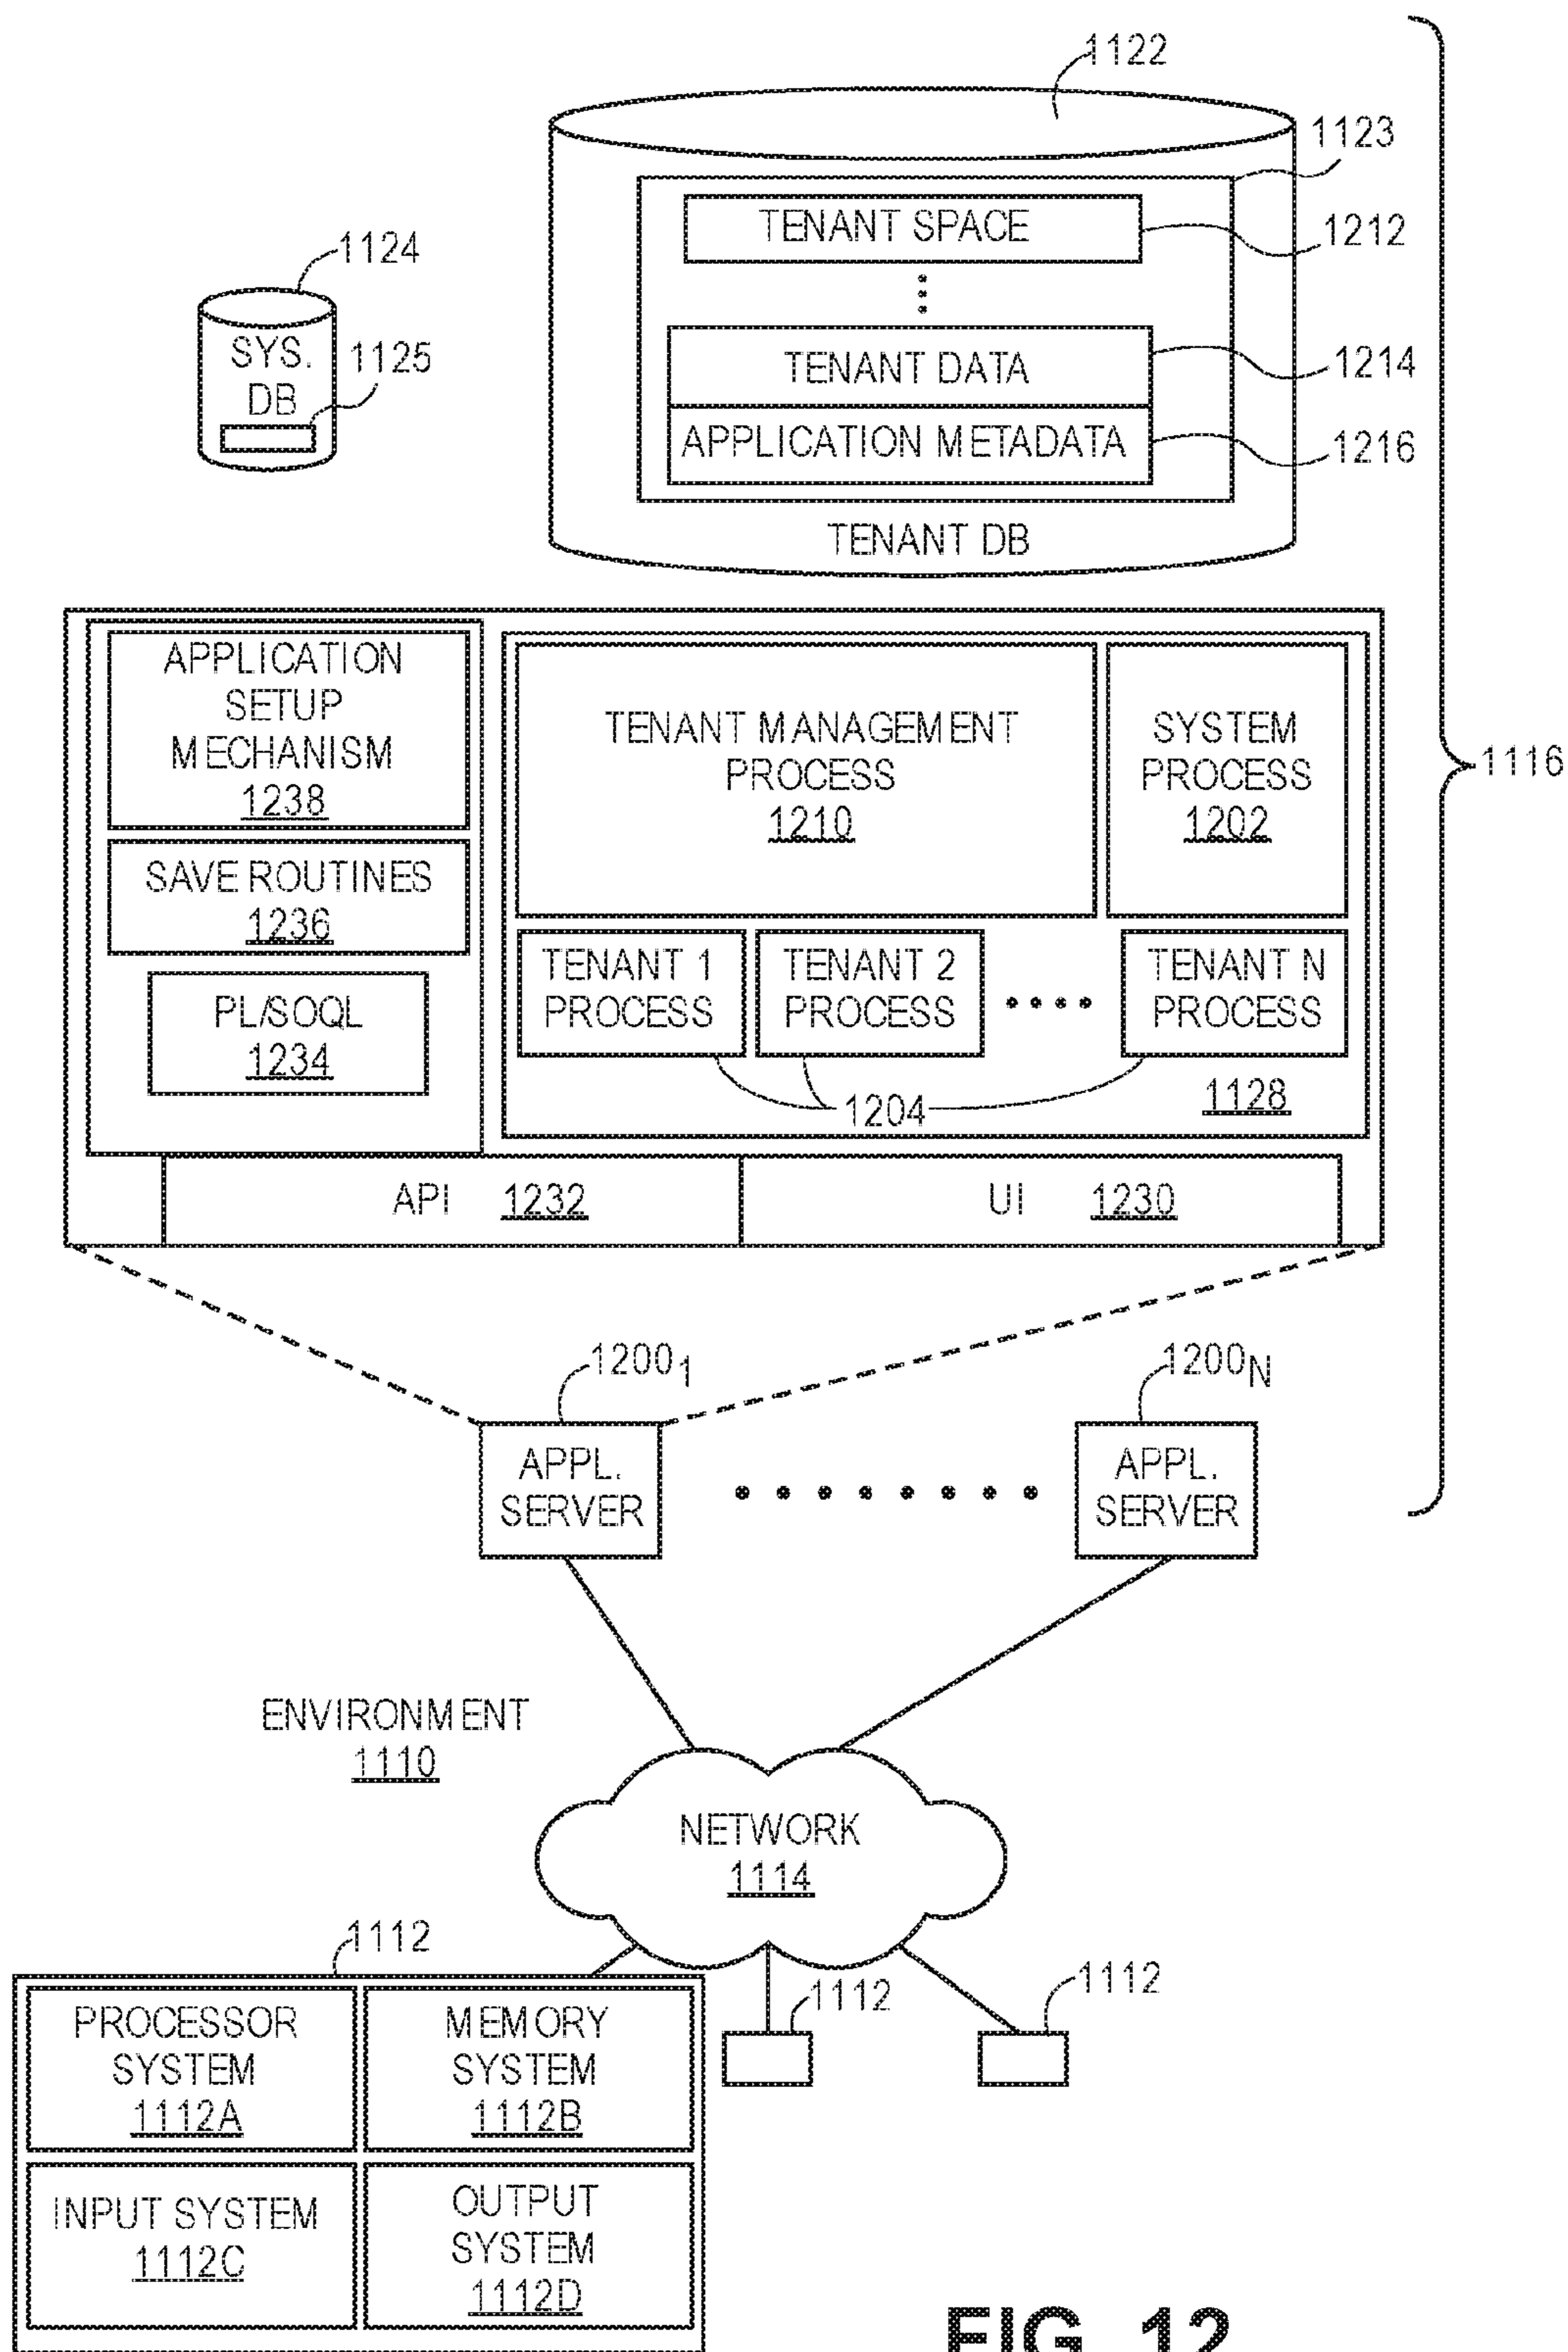 1122
1123
TENANT SPACE
1212
1124
SYS.
DB
1125
TENANT DATA
1214
APPLICATION METADATA
1216
TENANT DB
APPLICATION
SETUP
MECHANISM
1238
TENANT MANAGEMENT
PROCESS
1210
SYSTEM
PROCESS
1202
1116
SAVE ROUTINES
1236
PL/SOQL
1234
TENANT 1
PROCESS
TENANT 2
PROCESS
TENANT N
PROCESS
1204
1128
API 1232
UI 1230
1200₁
1200N
APPL.
SERVER
APPL.
SERVER
ENVIRONMENT
1110
NETWORK
1114
1112
1112
1112
PROCESSOR
SYSTEM
1112A
MEMORY
SYSTEM
1112B
INPUT SYSTEM
1112C
OUTPUT
SYSTEM
1112D
FIG. 12